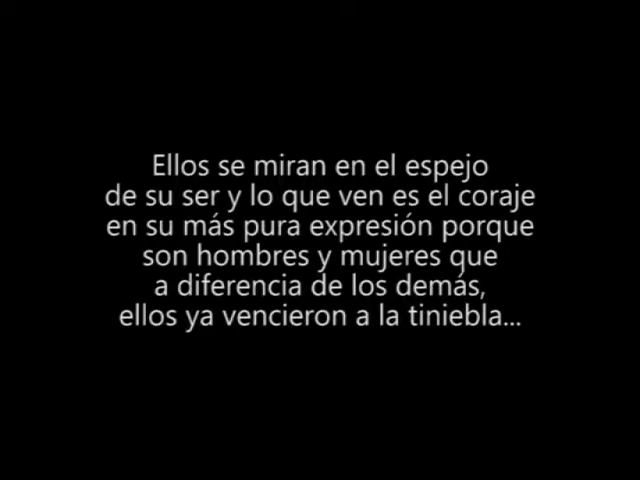 Ellos se miran en el espejo
de su ser y lo que ven es el coraje
en su más pura expresión porque
son hombres y mujeres que
a diferencia de los demás,
ellos ya vencieron a la tiniebla...